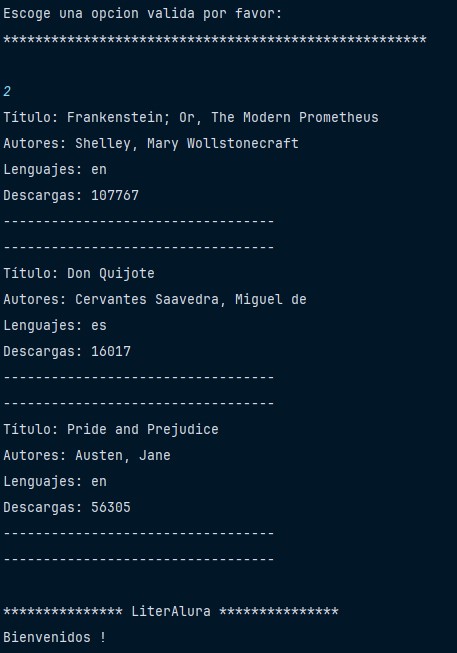 Escoge una opcion valida por favor:
*****************************************************
2
Título: Frankenstein; Or, The Modern Prometheus
Autores: Shelley, Mary Wollstonecraft
Lenguajes: en
Descargas: 107767
----------------------------------
----------------------------------
Título: Don Quijote
Autores: Cervantes Saavedra, Miguel de
Lenguajes: es
Descargas: 16017
----------------------------------
----------------------------------
Título: Pride and Prejudice
Autores: Austen, Jane
Lenguajes: en
Descargas: 56305
----------------------------------
----------------------------------
*************** LiterAlura ***************
Bienvenidos !